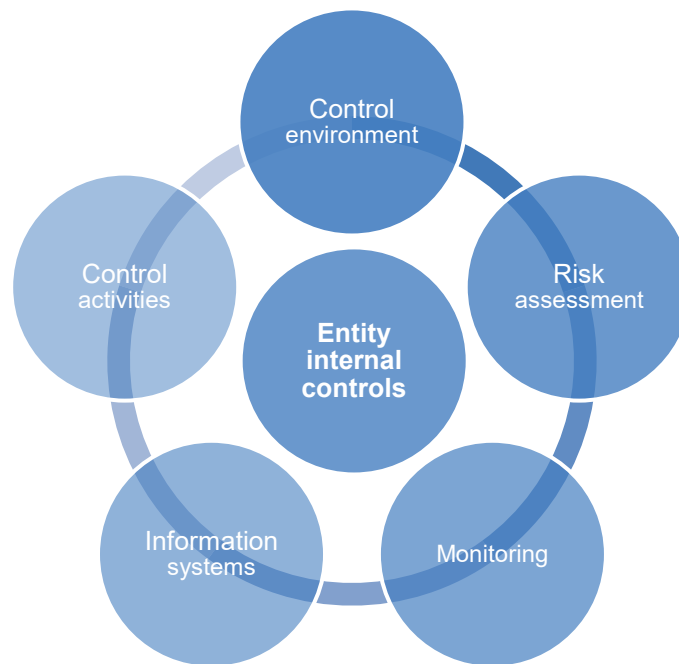 Control
environment
Risk
assessment
Monitoring
Information
systems
Control
activities
Entity
internal
controls